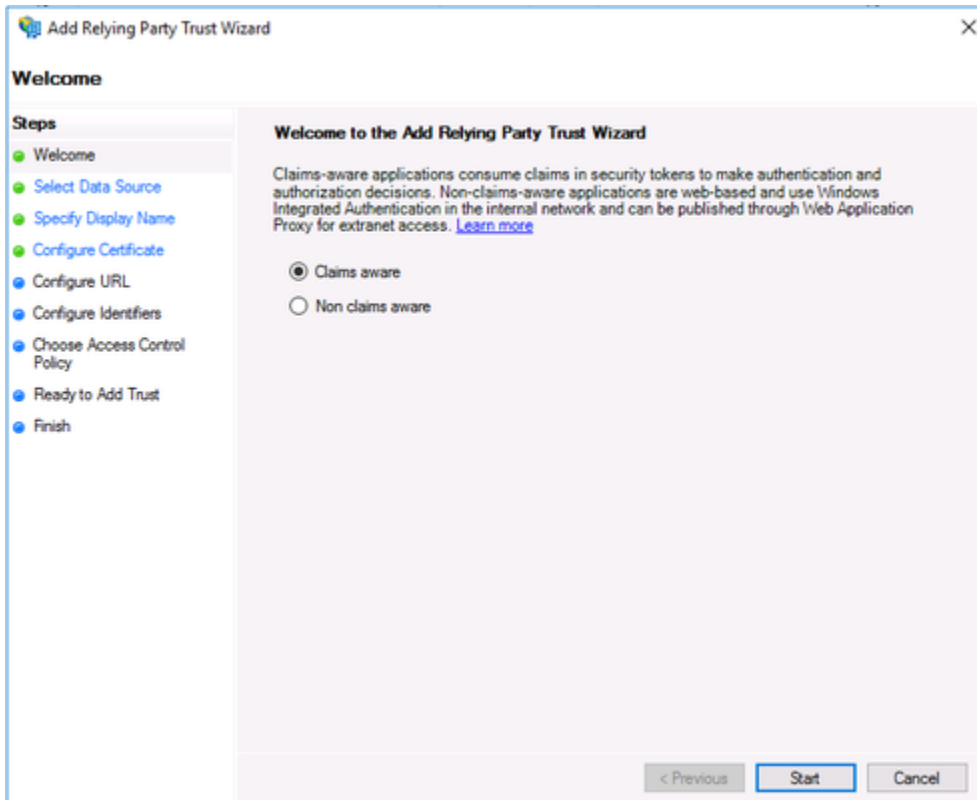 Add Relying Party Trust Wizard
Welcome
Steps
Welcome
Select Data Source
Specify Display Name
Configure Certificate
Configure URL
Configure Identifiers
Choose Access Control
Policy
Ready to Add Trust
Finish
Welcome to the Add Relying Party Trust Wizard
Claims-aware applications consume claims in security tokens to make authentication and
authorization decisions. Non-claims-aware applications are web-based and use Windows
Integrated Authentication in the internal network and can be published through Web Application
Proxy for extranet access. Learn more
Claims aware
Non claims aware
< Previous
Start
Cancel